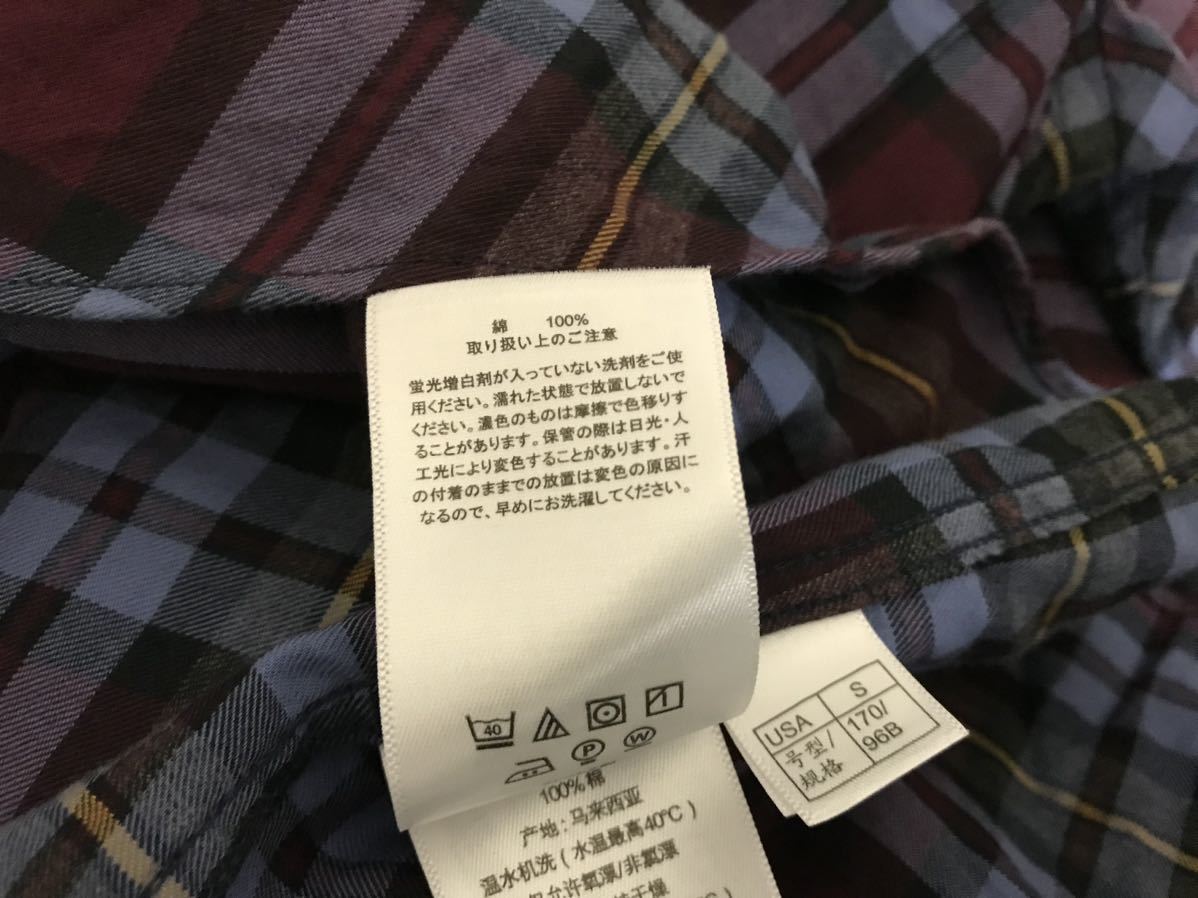 綿 100%
取り扱い上のご注意
蛍光増白剤が入っていない洗剤をご使
用ください。濡れた状態で放置しないで
ください。濃色のものは摩擦で色移りす
ることがあります。保管の際は日光・人
工光により変色することがあります。汗
の付着のままでの放置は変色の原因に
なるので、早めにお洗濯してください。
40
P W
100%棉
产地:马来西亚
温水机洗(水温最高40℃)
仅允许氧漂/非氯漂
USA S
号型/ 170/
规格 96B